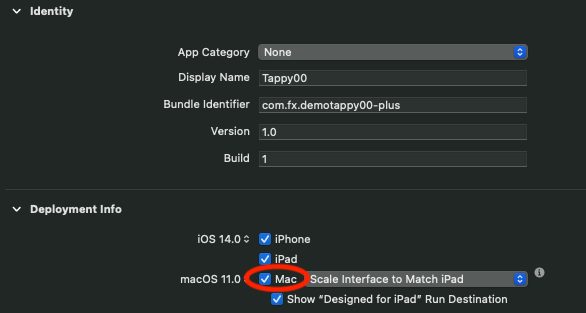 Identity
App Category None
Display Name Tappy00
Bundle Identifier com.fx.demotappy00-plus
Version 1.0
Build 1
Deployment Info
iOS 14.0 iPhone
iPad
macOS 11.0 Mac Scale Interface to Match iPad
Show “Designed for iPad” Run Destination